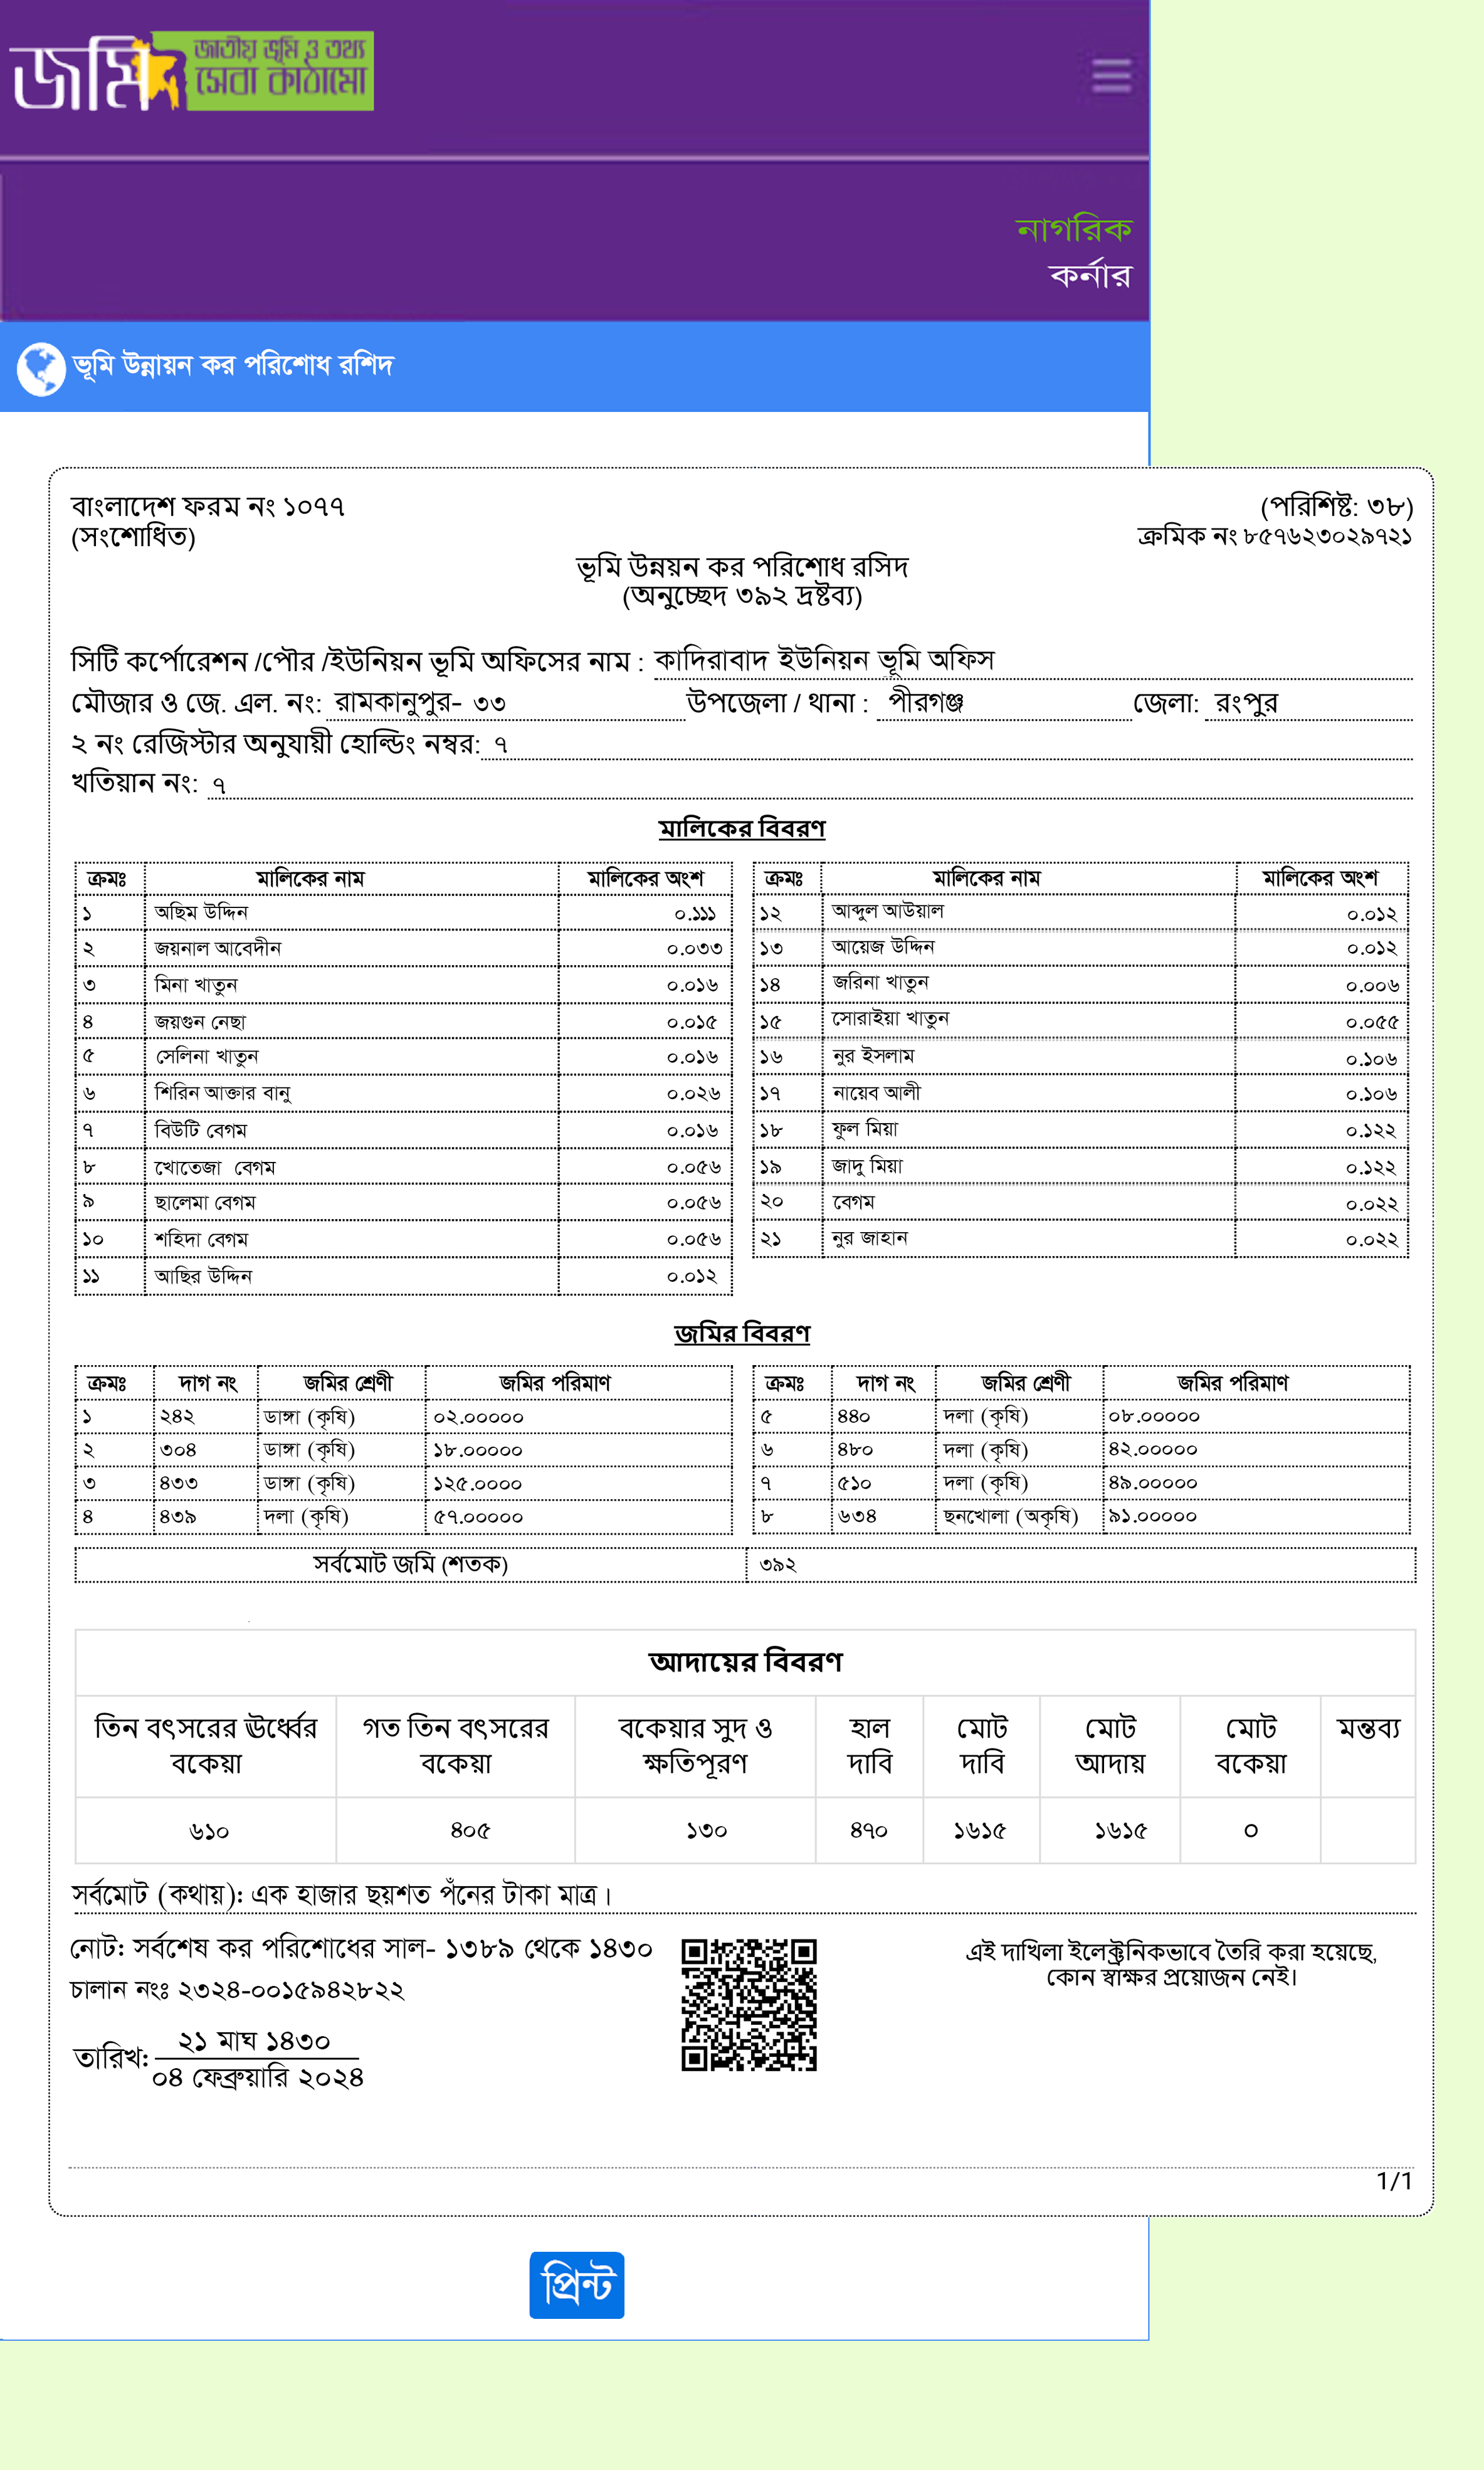 জমি জাতীয় ভূমি ও তথ্য
সেবা কাঠামো
নাগরিক
কর্নার
ভূমি উন্নায়ন কর পরিশোধ রশিদ
বাংলাদেশ ফরম নং ১০৭৭ (পরিশিষ্ট: ৩৮)
(সংশোধিত) ক্রমিক নং ৮৫৭৬২৩০২৯৭২১
ভূমি উন্নয়ন কর পরিশোধ রসিদ
(অনুচ্ছেদ ৩৯২ দ্রষ্টব্য)
সিটি কর্পোরেশন /পৌর /ইউনিয়ন ভূমি অফিসের নাম : কাদিরাবাদ ইউনিয়ন ভূমি অফিস
মৌজার ও জে. এল. নং: রামকানুপুর- ৩৩ উপজেলা / থানা : পীরগঞ্জ জেলা: রংপুর
২ নং রেজিস্টার অনুযায়ী হোল্ডিং নম্বর: ৭
খতিয়ান নং: ৭
মালিকের বিবরণ
ক্রমঃ মালিকের নাম মালিকের অংশ
১ অছিম উদ্দিন ০.১১১
২ জয়নাল আবেদীন ০.০৩৩
৩ মিনা খাতুন ০.০১৬
৪ জয়গুন নেছা ০.০১৫
৫ সেলিনা খাতুন ০.০১৬
৬ শিরিন আক্তার বানু ০.০২৬
৭ বিউটি বেগম ০.০১৬
৮ খোতেজা বেগম ০.০৫৬
৯ ছালেমা বেগম ০.০৫৬
১০ শহিদা বেগম ০.০৫৬
১১ আছির উদ্দিন ০.০১২
ক্রমঃ মালিকের নাম মালিকের অংশ
১২ আব্দুল আউয়াল ০.০১২
১৩ আয়েজ উদ্দিন ০.০১২
১৪ জরিনা খাতুন ০.০০৬
১৫ সোরাইয়া খাতুন ০.০৫৫
১৬ নুর ইসলাম ০.১০৬
১৭ নায়েব আলী ০.১০৬
১৮ ফুল মিয়া ০.১২২
১৯ জাদু মিয়া ০.১২২
২০ বেগম ০.০২২
২১ নুর জাহান ০.০২২
জমির বিবরণ
ক্রমঃ দাগ নং জমির শ্রেণী জমির পরিমাণ
১ ২৪২ ডাঙ্গা (কৃষি) ০২.০০০০০
২ ৩০৪ ডাঙ্গা (কৃষি) ১৮.০০০০০
৩ ৪৩৩ ডাঙ্গা (কৃষি) ১২৫.০০০০
৪ ৪৩৯ দলা (কৃষি) ৫৭.০০০০০
ক্রমঃ দাগ নং জমির শ্রেণী জমির পরিমাণ
৫ ৪৪০ দলা (কৃষি) ০৮.০০০০০
৬ ৪৮০ দলা (কৃষি) ৪২.০০০০০
৭ ৫১০ দলা (কৃষি) ৪৯.০০০০০
৮ ৬৩৪ ছনখোলা (অকৃষি) ৯১.০০০০০
সর্বমোট জমি (শতক) ৩৯২
আদায়ের বিবরণ
তিন বৎসরের ঊর্ধ্বের গত তিন বৎসরের বকেয়ার সুদ ও হাল মোট মোট মোট মন্তব্য
বকেয়া বকেয়া ক্ষতিপূরণ দাবি দাবি আদায় বকেয়া
৬১০ ৪০৫ ১৩০ ৪৭০ ১৬১৫ ১৬১৫ ০
সর্বমোট (কথায়): এক হাজার ছয়শত পঁনের টাকা মাত্র।
নোট: সর্বশেষ কর পরিশোধের সাল- ১৩৮৯ থেকে ১৪৩০
চালান নংঃ ২৩২৪-০০১৫৯৪২৮২২
তারিখ: ২১ মাঘ ১৪৩০
০৪ ফেব্রুয়ারি ২০২৪
এই দাখিলা ইলেক্ট্রনিকভাবে তৈরি করা হয়েছে,
কোন স্বাক্ষর প্রয়োজন নেই।
1/1
প্রিন্ট